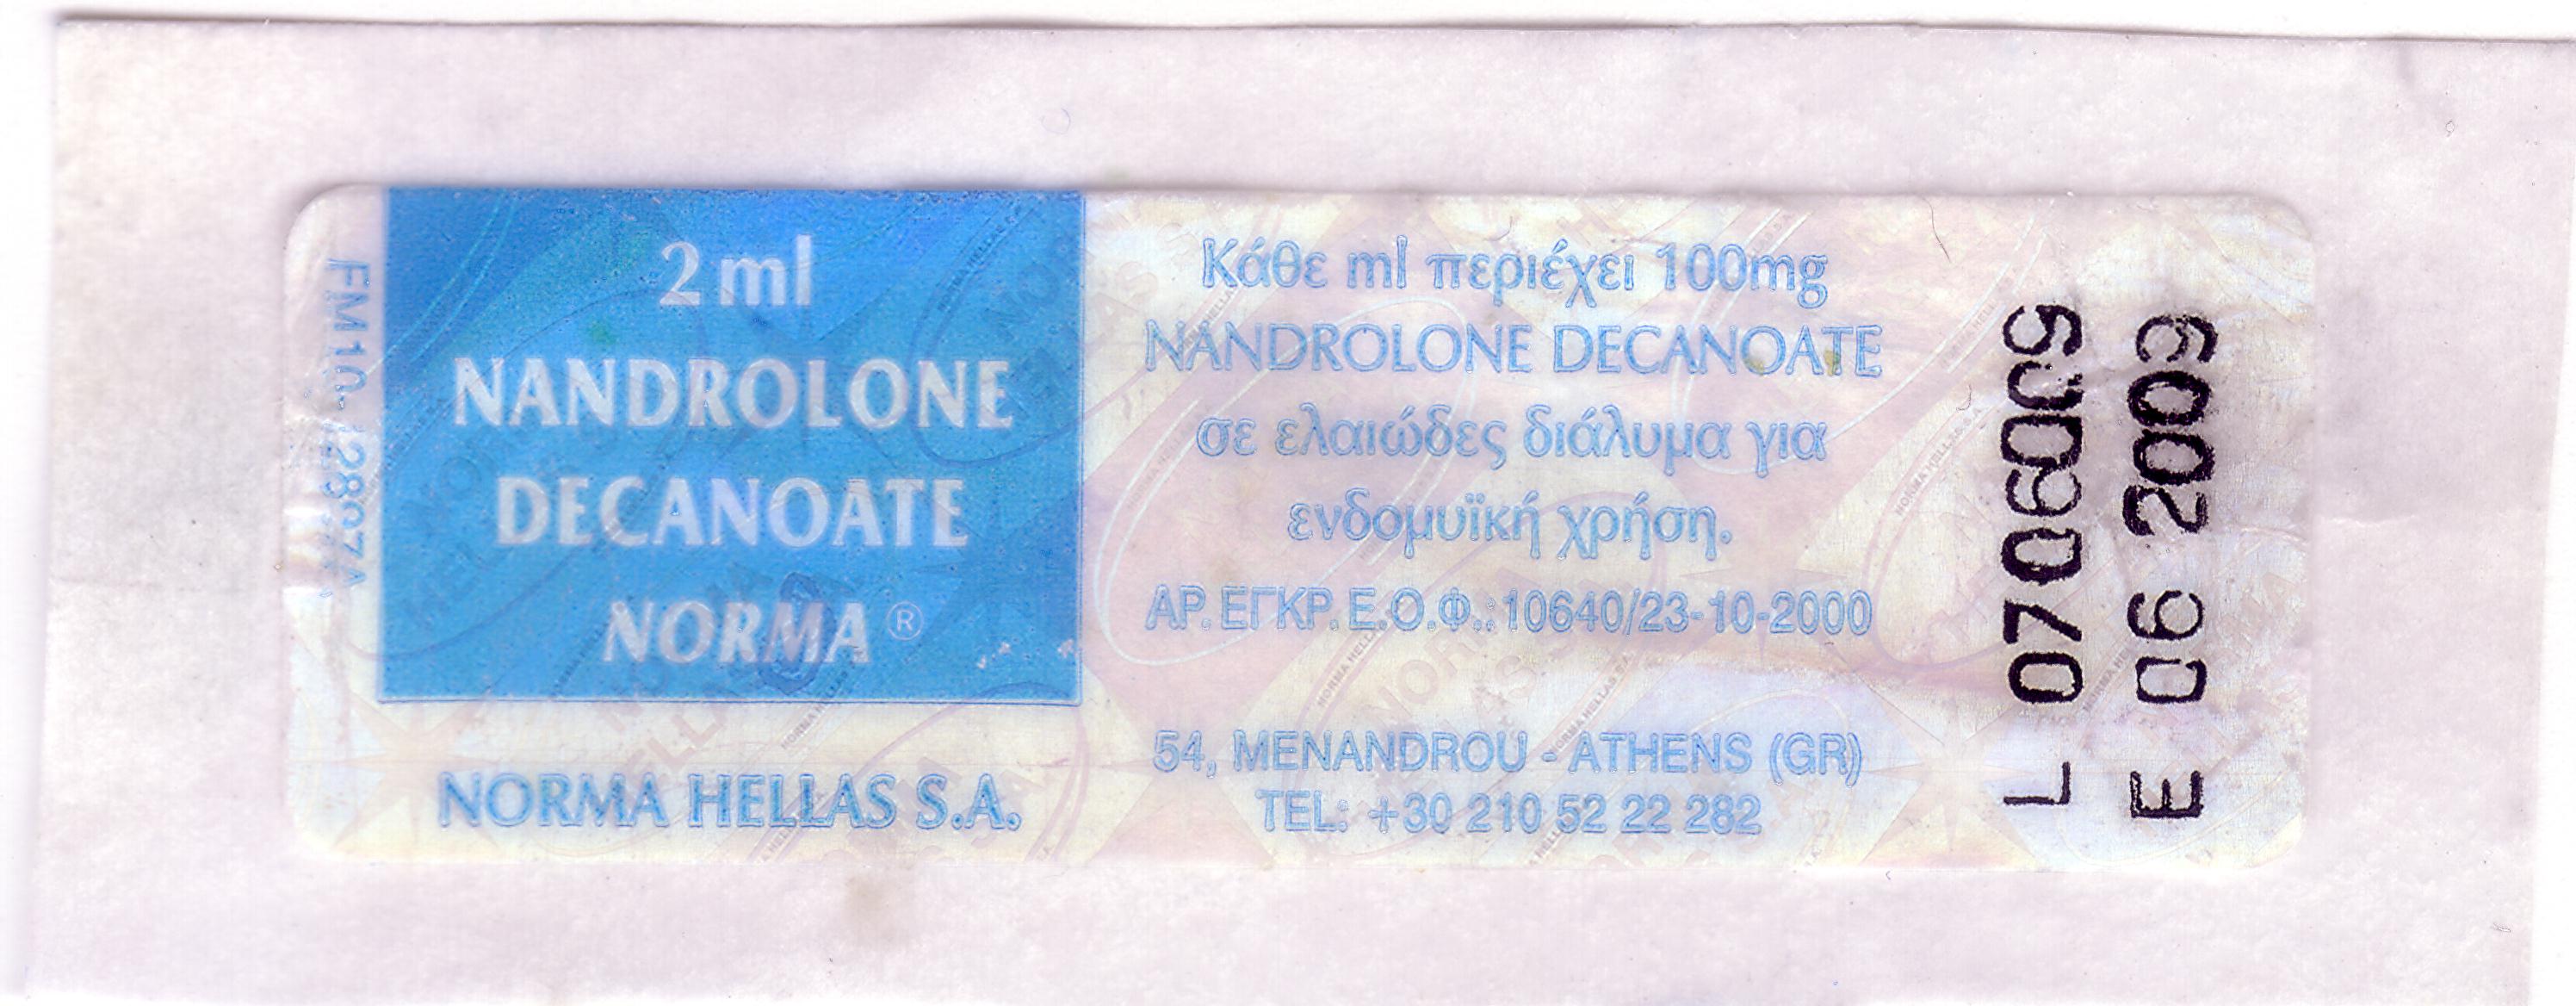 FM10-
2 ml
NANDROLONE
DECANOATE
NORMA ®
NORMA HELLAS S.A.
Κάθε ml περιέχει 100mg
NANDROLONE DECANOATE
σε ελαιώδες διάλυμα για
ενδομυϊκή χρήση.
ΑΡ. ΕΓΚΡ. Ε.Ο.Φ.: 10640/23-10-2000
54, MENANDROU - ATHENS (GR)
TEL: +30 210 52 22 282
L 0706009
E 06 2009